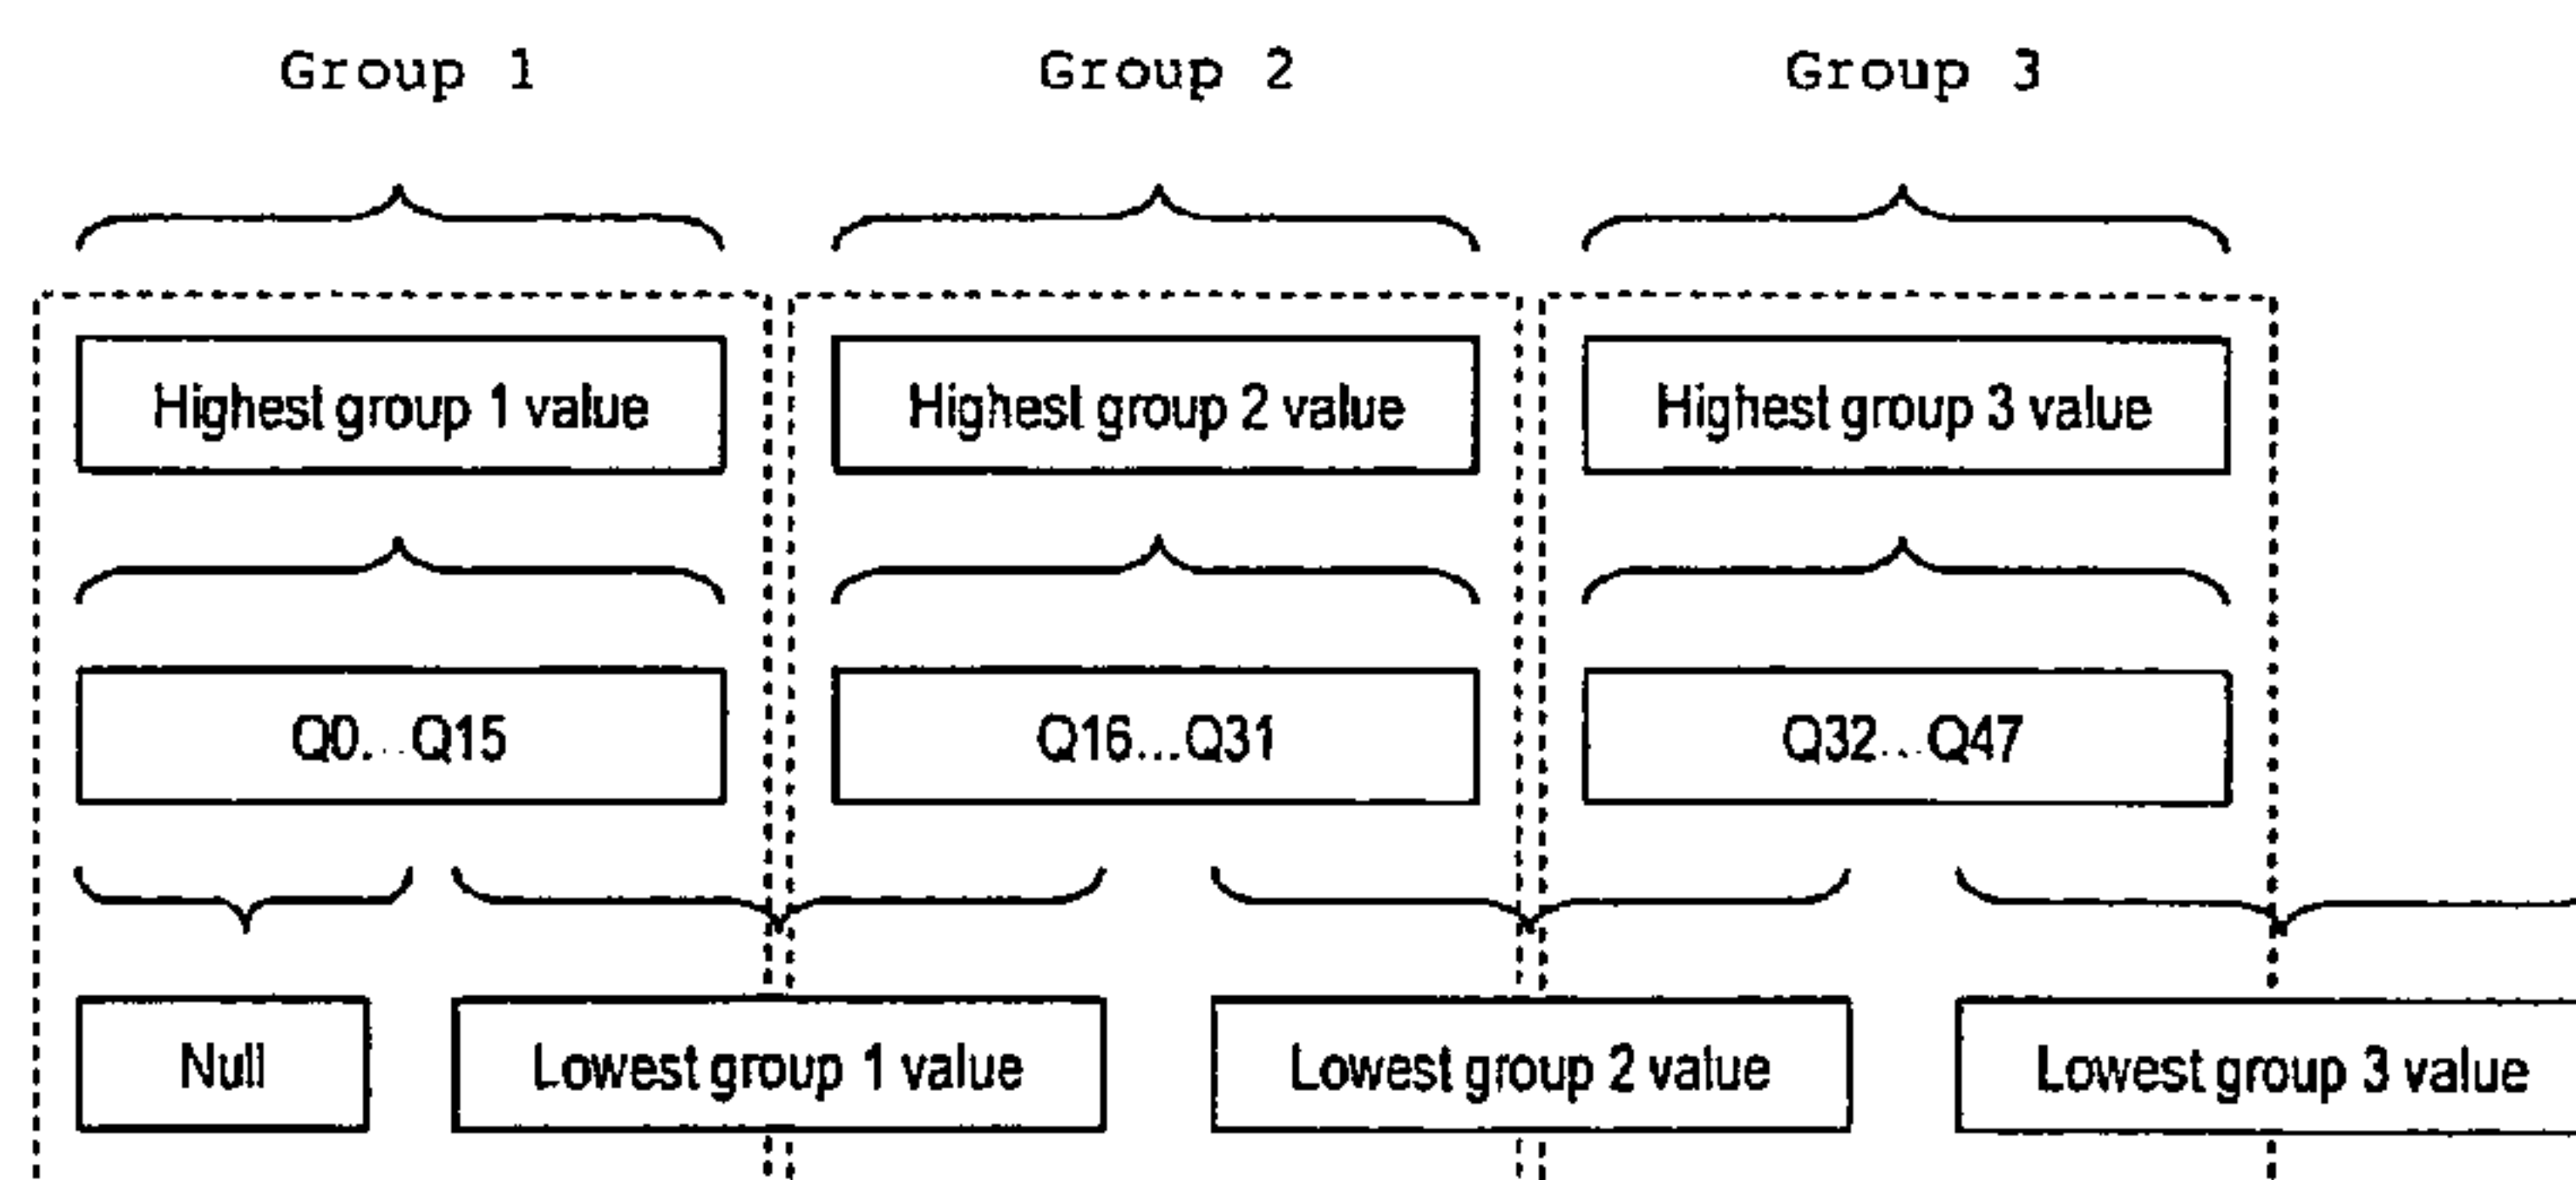 Group 1
Group 2
Group 3
Highest group 1 value
Highest group 2 value
Highest group 3 value
Q0...Q15
Q16...Q31
Q32...Q47
Null
Lowest group 1 value
Lowest group 2 value
Lowest group 3 value